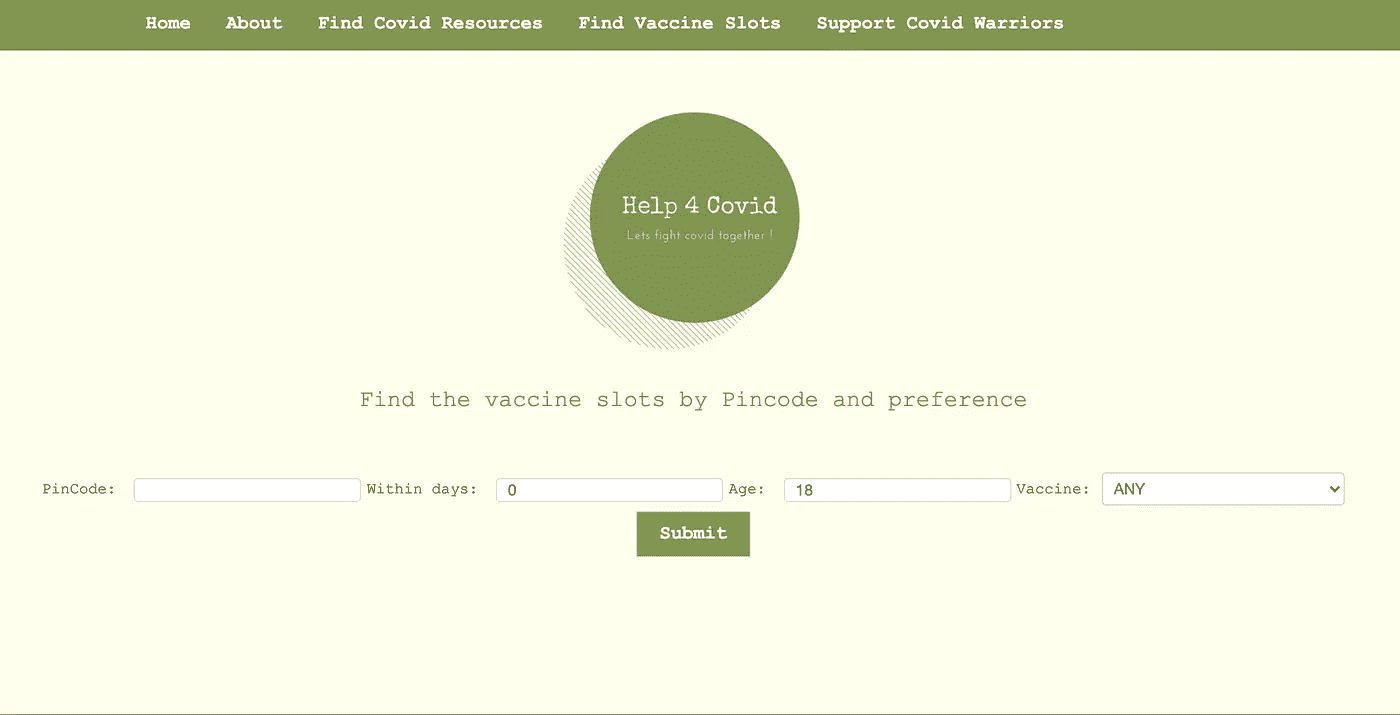 Home About Find Covid Resources Find Vaccine Slots Support Covid Warriors
Help 4 Covid
Lets fight covid together !
Find the vaccine slots by Pincode and preference
PinCode: Within days: 0 Age: 18 Vaccine: ANY
Submit